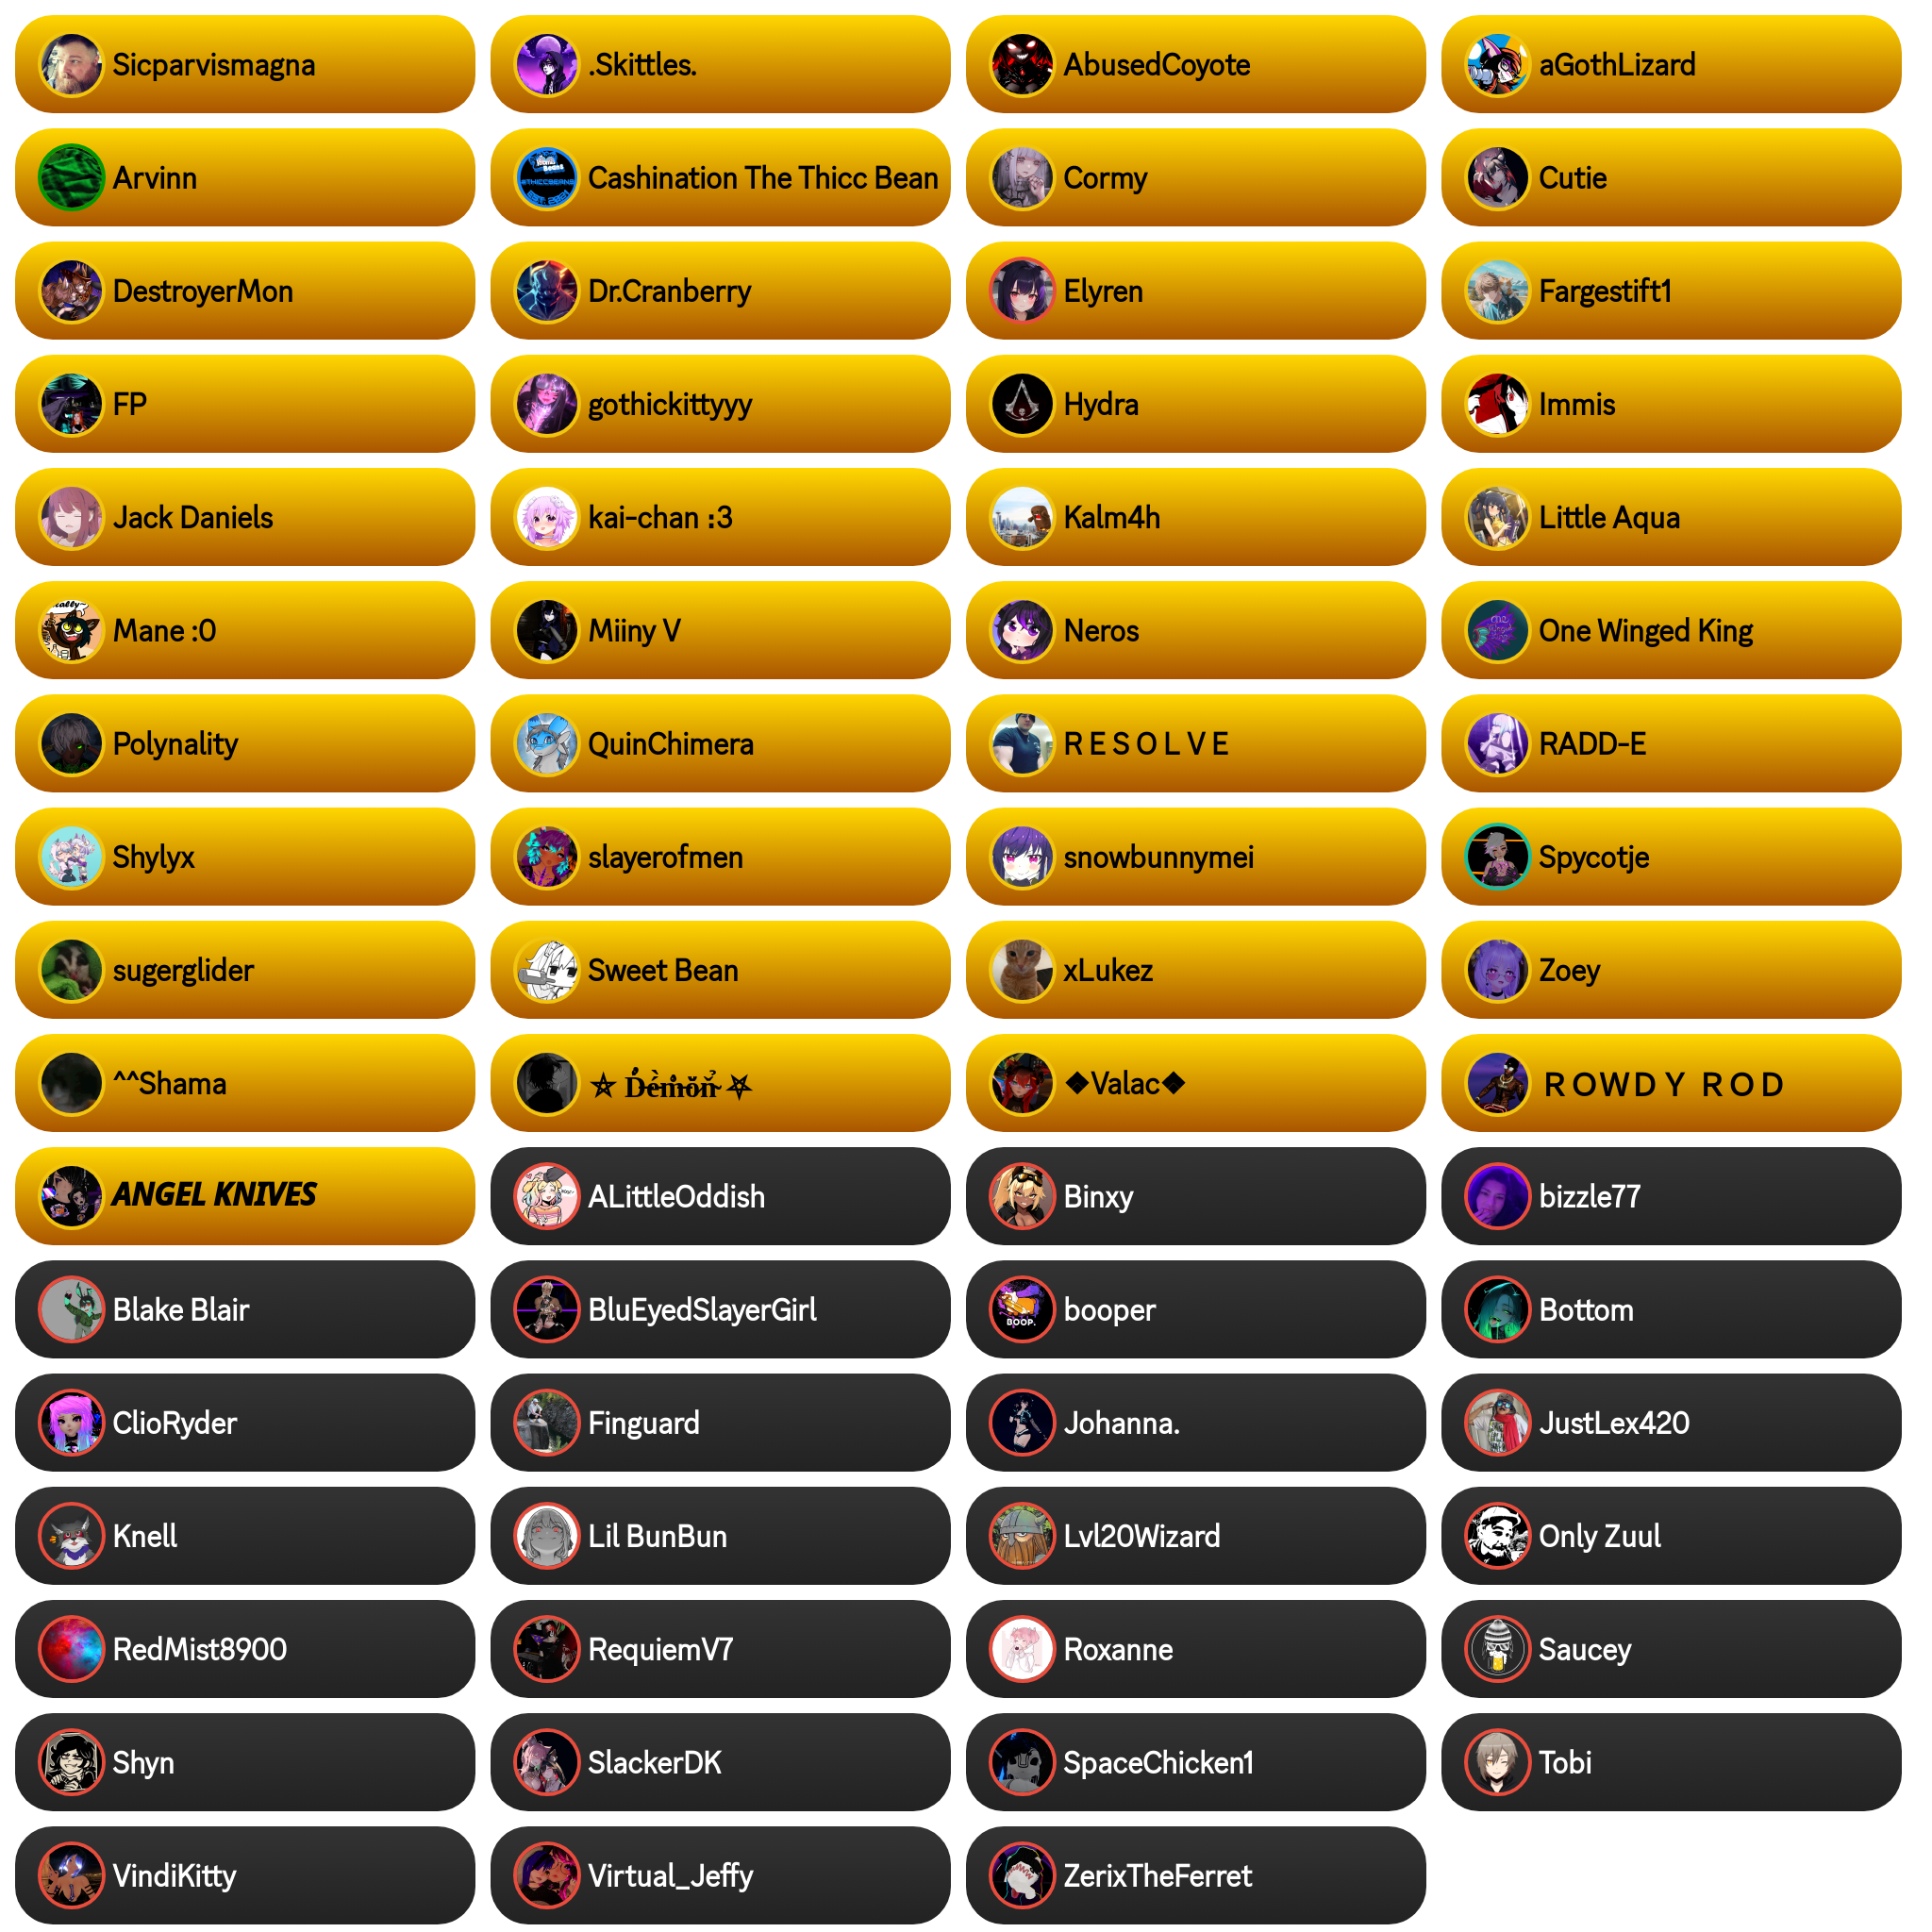 Sicparvismagna
.Skittles.
AbusedCoyote
aGothLizard
Arvinn
Cashination The Thicc Bean
Cormy
Cutie
DestroyerMon
Dr.Cranberry
Elyren
Fargestift1
FP
gothickittyyy
Hydra
Immis
Jack Daniels
kai-chan :3
Kalm4h
Little Aqua
Mane :0
Miiny V
Neros
One Winged King
Polynality
QuinChimera
R E S O L V E
RADD-E
Shylyx
slayerofmen
snowbunnymei
Spycotje
sugerglider
Sweet Bean
xLukez
Zoey
^^Shama
❖Valac❖
ＲＯＷＤＹ ＲＯＤ
ANGEL KNIVES
ALittleOddish
Binxy
bizzle77
Blake Blair
BluEyedSlayerGirl
BOOP.
booper
Bottom
ClioRyder
Finguard
Johanna.
JustLex420
Knell
Lil BunBun
Lvl20Wizard
Only Zuul
RedMist8900
RequiemV7
Roxanne
Saucey
Shyn
SlackerDK
SpaceChicken1
Tobi
VindiKitty
Virtual_Jeffy
ZerixTheFerret